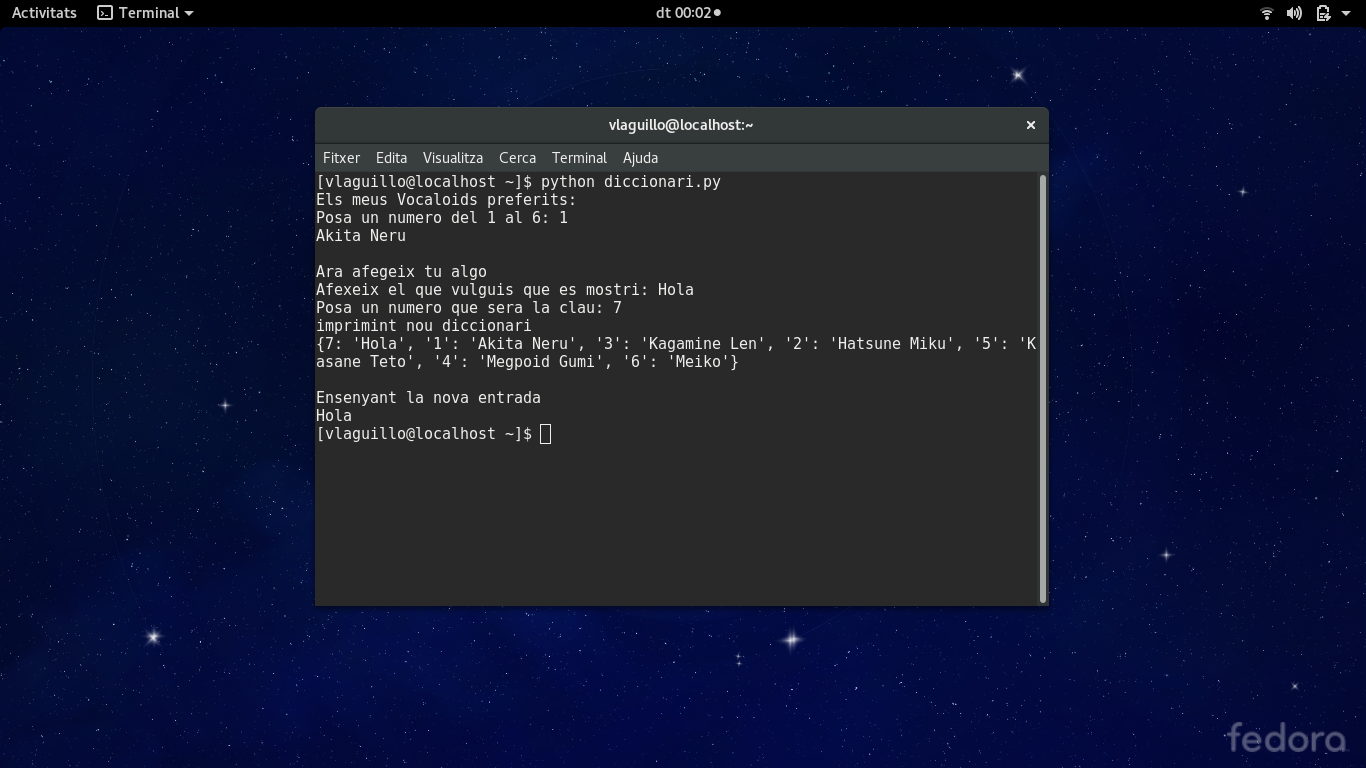 Activitats
Terminal
dt 00:02
vlaguillo@localhost:~
Fitxer Edita Visualitza Cerca Terminal Ajuda
[vlaguillo@localhost ~]$ python diccionari.py
Els meus Vocaloids preferits:
Posa un numero del 1 al 6: 1
Akita Neru
Ara afegeix tu algo
Afexeix el que vulguis que es mostri: Hola
Posa un numero que sera la clau: 7
imprimint nou diccionari
{7: 'Hola', '1': 'Akita Neru', '3': 'Kagamine Len', '2': 'Hatsune Miku', '5': 'K
asane Teto', '4': 'Megpoid Gumi', '6': 'Meiko'}
Ensenyant la nova entrada
Hola
[vlaguillo@localhost ~]$
fedora